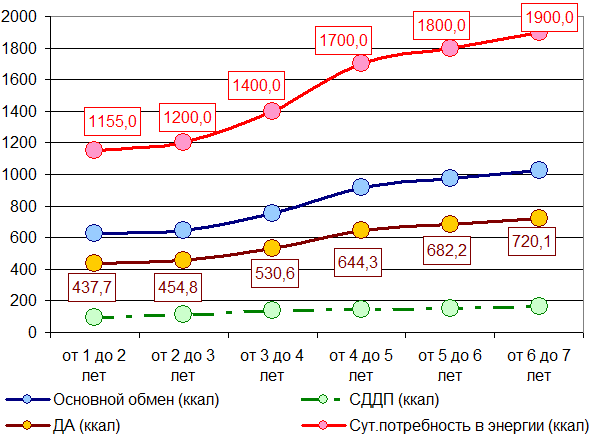 2000
1800
1600
1400
1200
1000
800
600
400
200
0
1155,0
1200,0
1400,0
1700,0
1800,0
1900,0
437,7
454,8
530,6
644,3
682,2
720,1
от 1 до 2 лет
от 2 до 3 лет
от 3 до 4 лет
от 4 до 5 лет
от 5 до 6 лет
от 6 до 7 лет
Основной обмен (ккал)
СДДП (ккал)
ДА (ккал)
Сут.потребность в энергии (ккал)